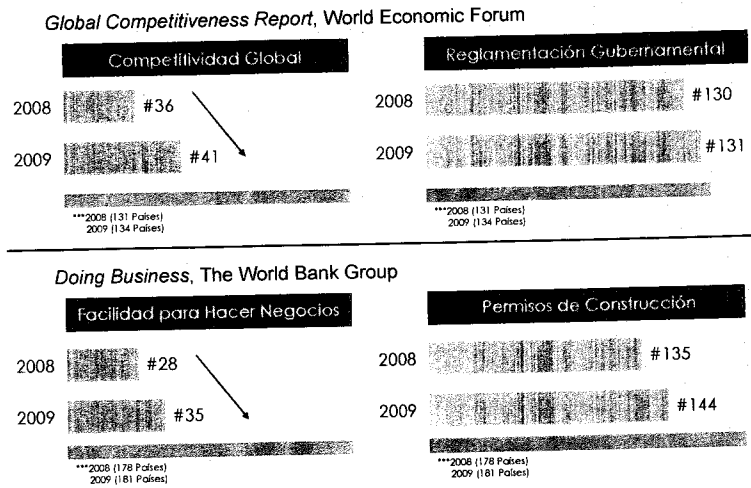 Global Competitiveness Report, World Economic Forum
Competitividad Global
2008 #36
2009 #41
***2008 (131 Países)
2009 (134 Países)
Reglamentación Gubernamental
2008 #130
2009 #131
***2008 (131 Países)
2009 (134 Países)
Doing Business, The World Bank Group
Facilidad para Hacer Negocios
2008 #28
2009 #35
***2008 (178 Países)
2009 (181 Países)
Permisos de Construcción
2008 #135
2009 #144
***2008 (178 Países)
2009 (181 Países)